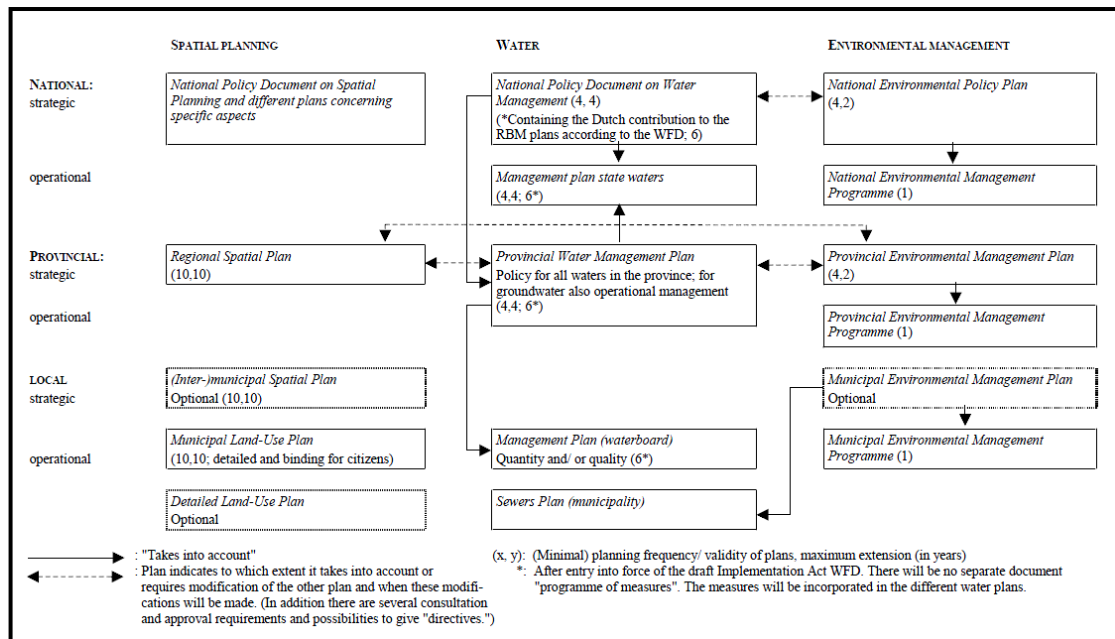 SPATIAL PLANNING
WATER
ENVIRONMENTAL MANAGEMENT
NATIONAL:
strategic
National Policy Document on Spatial
Planning and different plans concerning
specific aspects
National Policy Document on Water
Management (4, 4)
(*Containing the Dutch contribution to the
RBM plans according to the WFD; 6)
National Environmental Policy Plan
(4,2)
operational
Management plan state waters
(4,4; 6*)
National Environmental Management
Programme (1)
PROVINCIAL:
strategic
Regional Spatial Plan
(10,10)
Provincial Water Management Plan
Policy for all waters in the province; for
groundwater also operational management
(4,4; 6*)
Provincial Environmental Management Plan
(4,2)
operational
Provincial Environmental Management
Programme (1)
LOCAL
strategic
(Inter-)municipal Spatial Plan
Optional (10,10)
Municipal Environmental Management Plan
Optional
operational
Municipal Land-Use Plan
(10,10; detailed and binding for citizens)
Management Plan (waterboard)
Quantity and/ or quality (6*)
Municipal Environmental Management
Programme (1)
Detailed Land-Use Plan
Optional
Sewers Plan (municipality)
: "Takes into account"
: Plan indicates to which extent it takes into account or
requires modification of the other plan and when these modifi-
cations will be made. (In addition there are several consultation
and approval requirements and possibilities to give "directives.")
(x, y): (Minimal) planning frequency/ validity of plans, maximum extension (in years)
*: After entry into force of the draft Implementation Act WFD. There will be no separate document
"programme of measures". The measures will be incorporated in the different water plans.